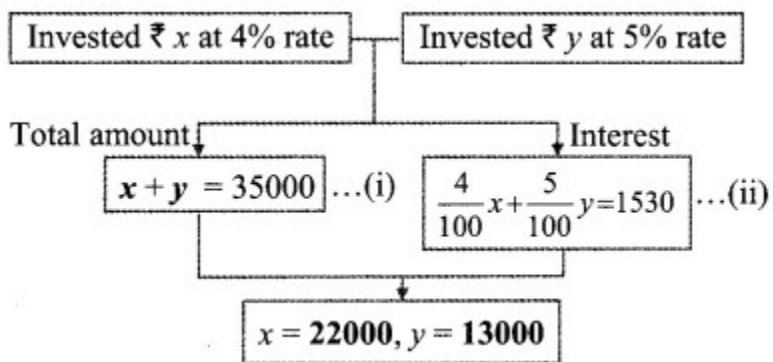 Invested ₹ x at 4% rate
Invested ₹ y at 5% rate
Total amount
Interest
x + y = 35000 ...(i)
4/100 x + 5/100 y = 1530 ...(ii)
x = 22000, y = 13000